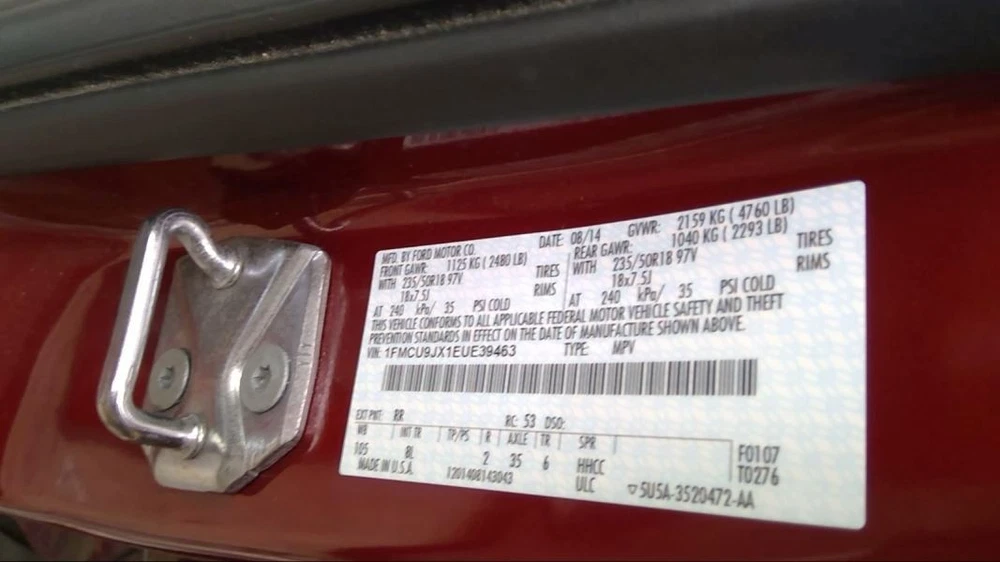 MFD. BY FORD MOTOR CO. DATE: 08/14 GVWR: 2159 KG ( 4760 LB)
FRONT GAWR: 1125 KG ( 2480 LB) REAR GAWR: 1040 KG ( 2293 LB)
WITH 235/50R18 97V TIRES WITH 235/50R18 97V TIRES
18x7.5J RIMS 18x7.5J RIMS
AT 240 kPa/ 35 PSI COLD AT 240 kPa/ 35 PSI COLD
THIS VEHICLE CONFORMS TO ALL APPLICABLE FEDERAL MOTOR VEHICLE SAFETY AND THEFT
PREVENTION STANDARDS IN EFFECT ON THE DATE OF MANUFACTURE SHOWN ABOVE.
VIN: 1FMCU9JX1EUE39463 TYPE: MPV
EXT PNT: RR RC: 53 DSO:
WB INT TR TP/PS R AXLE TR SPR
105 BL 2 35 6 HHCC F0107
MADE IN U.S.A. 1201408143043 ULC T0276
▽5U5A-3520472-AA